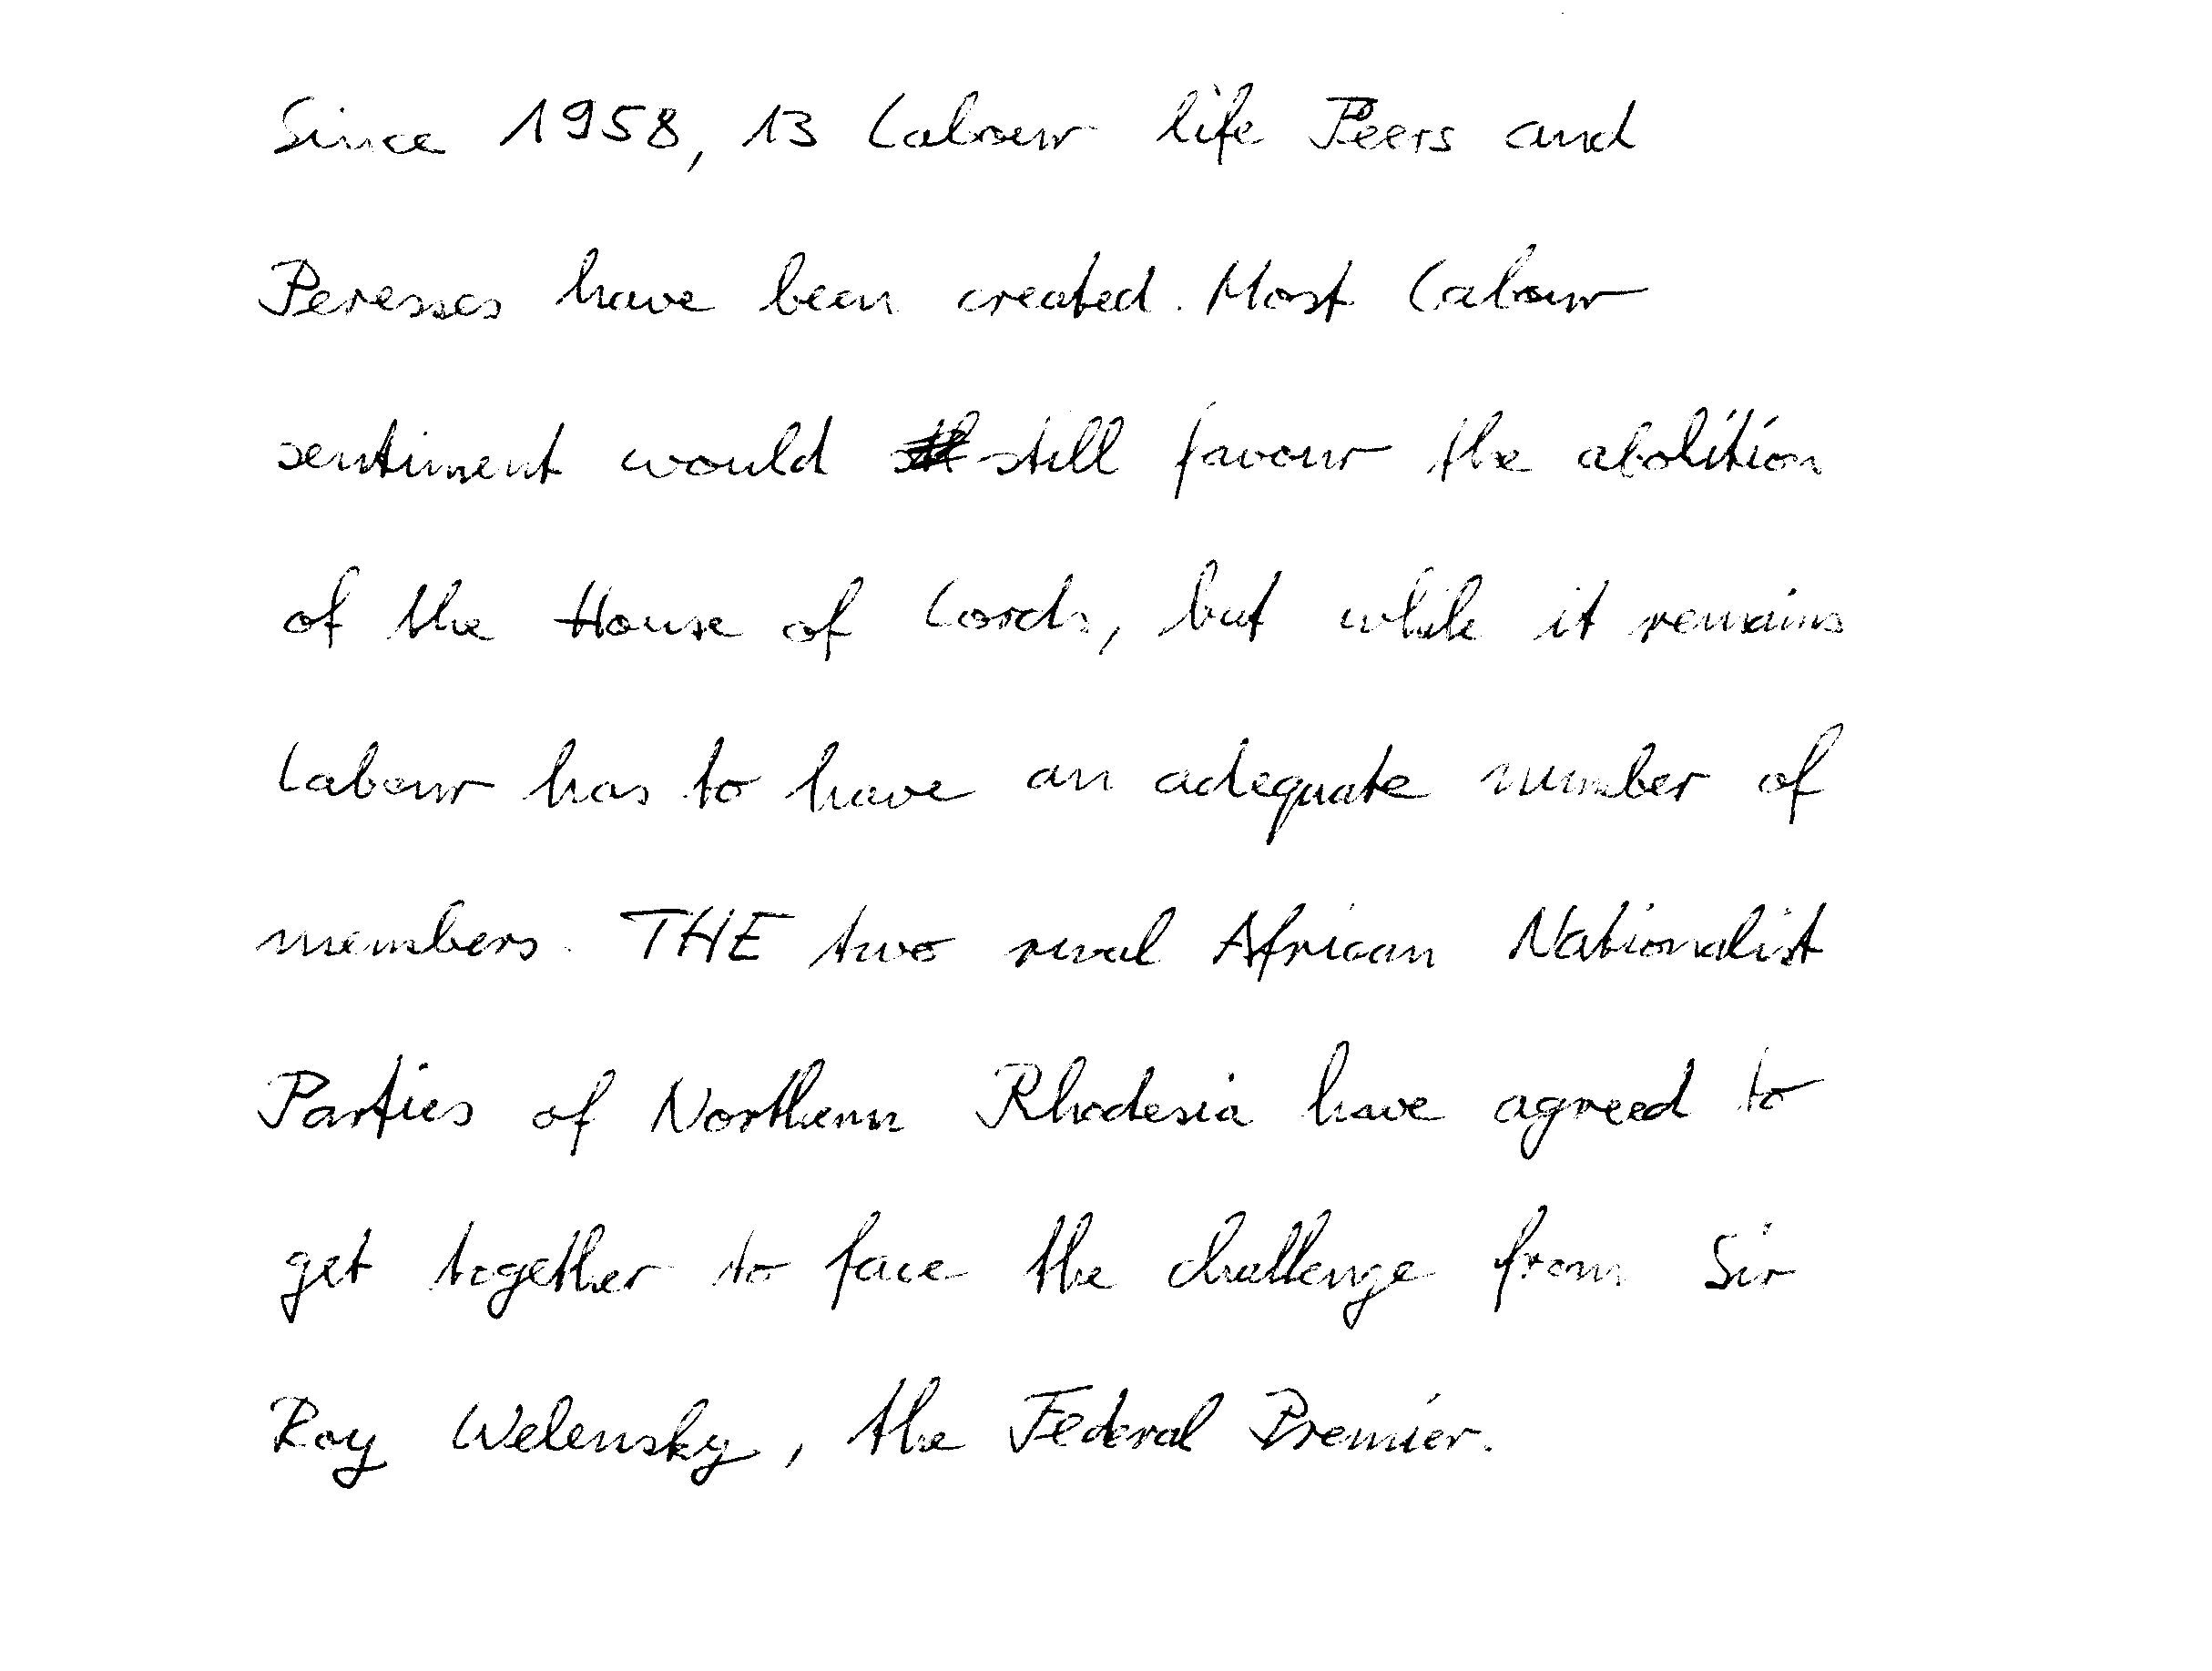 Since 1958, 13 Labour life Peers and
Peresses have been created. Most Labour
sentiment would still favour the abolition
of the House of Lords, but while it remains
Labour has to have an adequate number of
members. THE two rival African Nationalist
Parties of Northern Rhodesia have agreed to
get together to face the challenge from Sir
Roy Welensky, the Federal Premier.